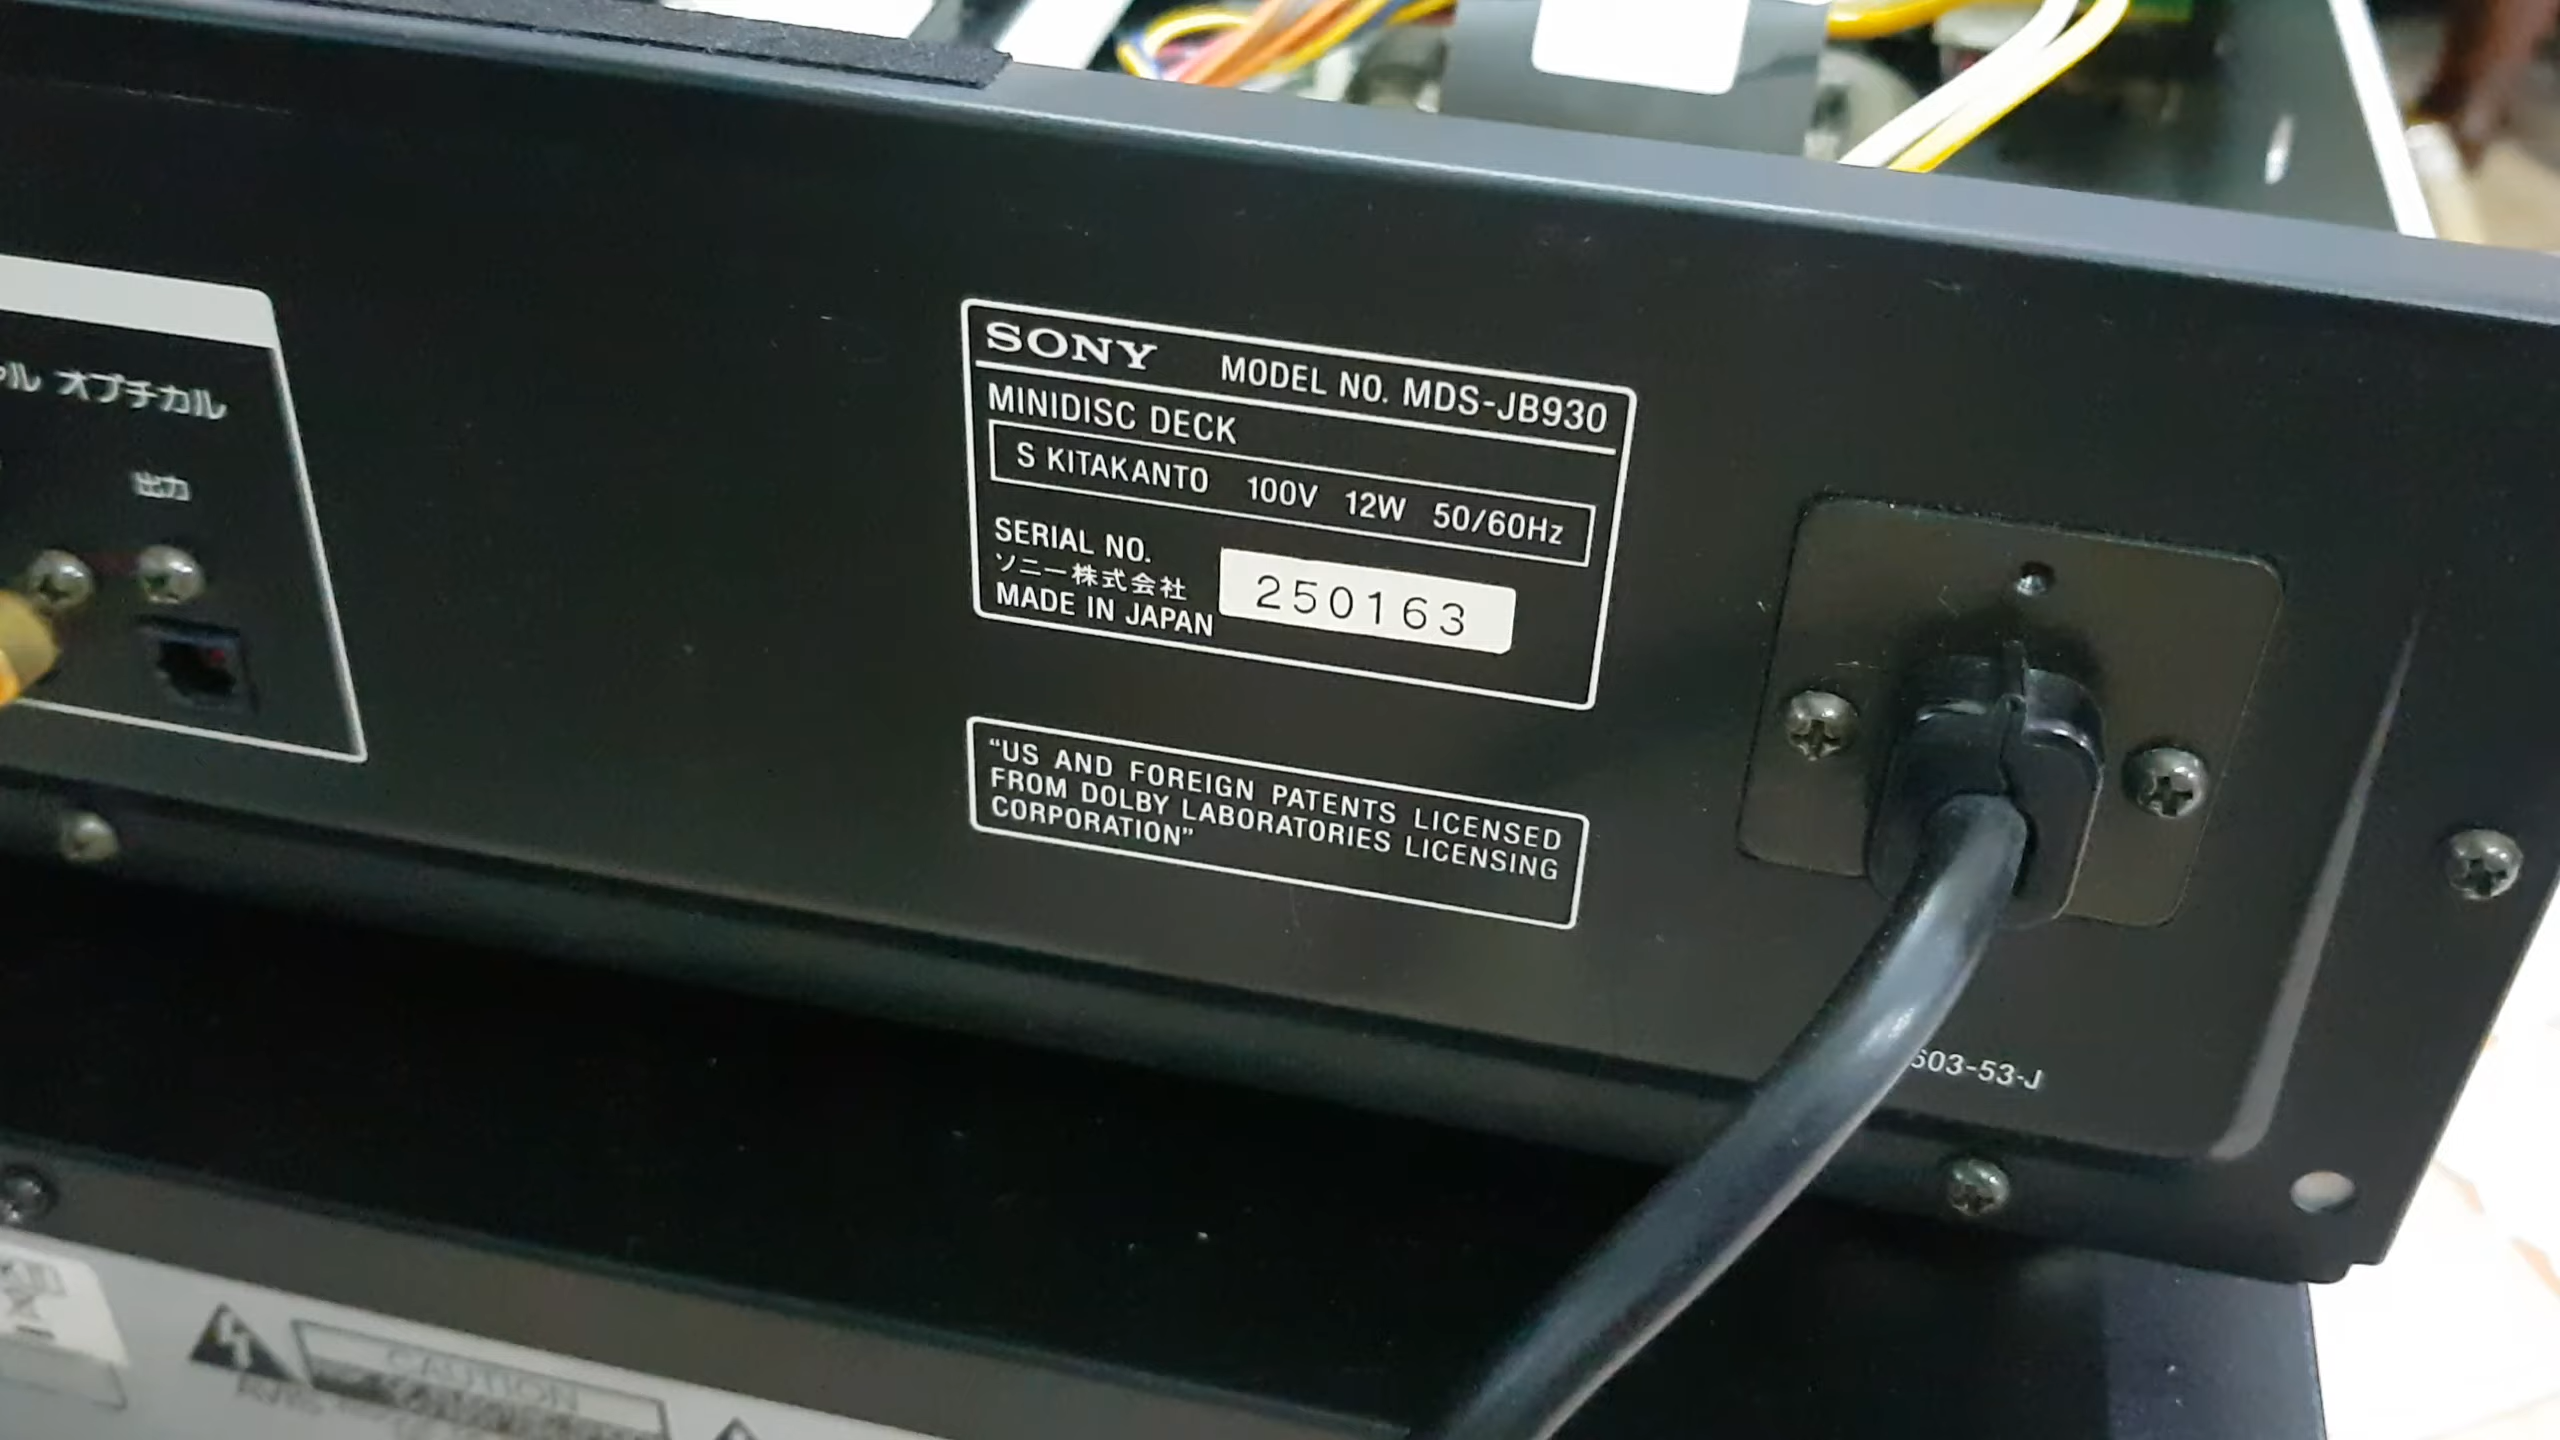 オプチカル
出力
SONY MODEL NO. MDS-JB930
MINIDISC DECK
S KITAKANTO 100V 12W 50/60Hz
SERIAL NO.
ソニー株式会社
MADE IN JAPAN
250163
“US AND FOREIGN PATENTS LICENSED
FROM DOLBY LABORATORIES LICENSING
CORPORATION”
603-53-J
CAUTION